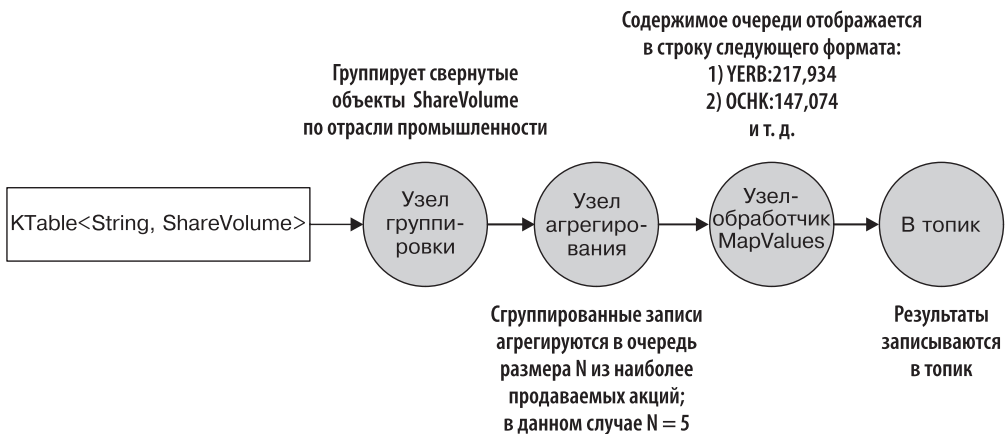 Содержимое очереди отображается
в строку следующего формата:
1) YERB:217,934
2) OCHK:147,074
и т. д.
Группирует свернутые
объекты ShareVolume
по отрасли промышленности
KTable<String, ShareVolume>
Узел
группи-
ровки
Узел
агрегиро-
вания
Узел-
обработчик
MapValues
В топик
Сгруппированные записи
агрегируются в очередь
размера N из наиболее
продаваемых акций;
в данном случае N = 5
Результаты
записываются
в топик